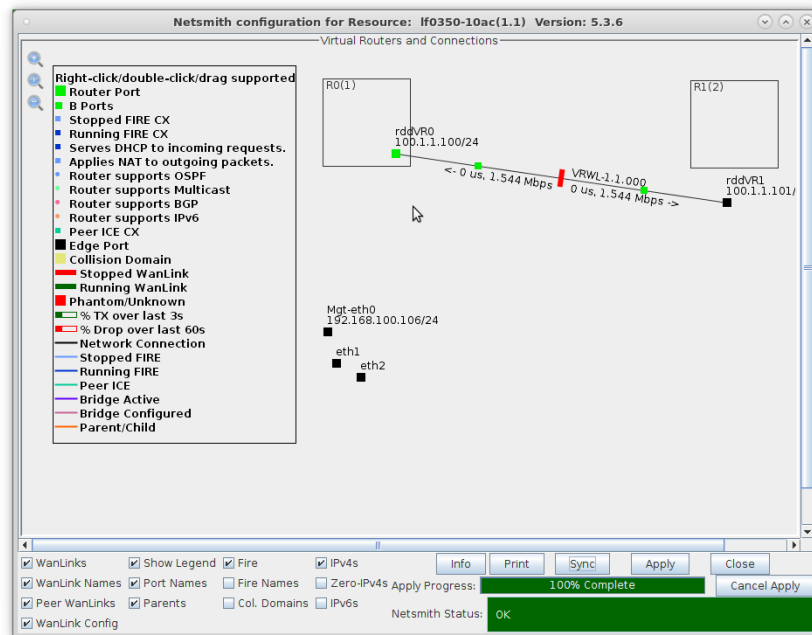 Netsmith configuration for Resource:  lf0350-10ac(1.1)  Version: 5.3.6
Virtual Routers and Connections
Right-click/double-click/drag supported
Router Port
B Ports
Stopped FIRE CX
Running FIRE CX
Serves DHCP to incoming requests.
Applies NAT to outgoing packets.
Router supports OSPF
Router supports Multicast
Router supports BGP
Router supports IPv6
Peer ICE CX
Edge Port
Collision Domain
Stopped WanLink
Running WanLink
Phantom/Unknown
% TX over last 3s
% Drop over last 60s
Network Connection
Stopped FIRE
Running FIRE
Peer ICE
Bridge Active
Bridge Configured
Parent/Child
R0(1)
rddVR0
100.1.1.100/24
VRWL-1.1.000
<- 0 us, 1.544 Mbps
0 us, 1.544 Mbps ->
R1(2)
rddVR1
100.1.1.101/
Mgt-eth0
192.168.100.106/24
eth1
eth2
WanLinks
Show Legend
Fire
IPv4s
Info
Print
Sync
Apply
Close
WanLink Names
Port Names
Fire Names
Zero-IPv4s
Apply Progress:
100% Complete
Cancel Apply
Peer WanLinks
Parents
Col. Domains
IPv6s
Netsmith Status:
OK
WanLink Config